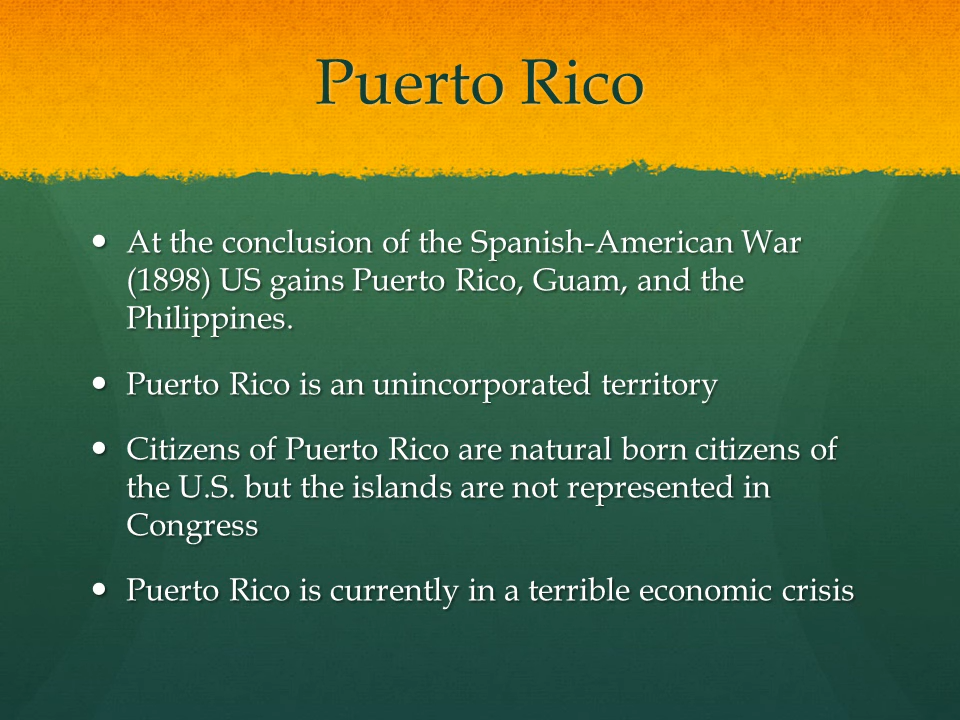 Puerto Rico
• At the conclusion of the Spanish-American War
(1898) US gains Puerto Rico, Guam, and the
Philippines.
• Puerto Rico is an unincorporated territory
• Citizens of Puerto Rico are natural born citizens of
the U.S. but the islands are not represented in
Congress
• Puerto Rico is currently in a terrible economic crisis